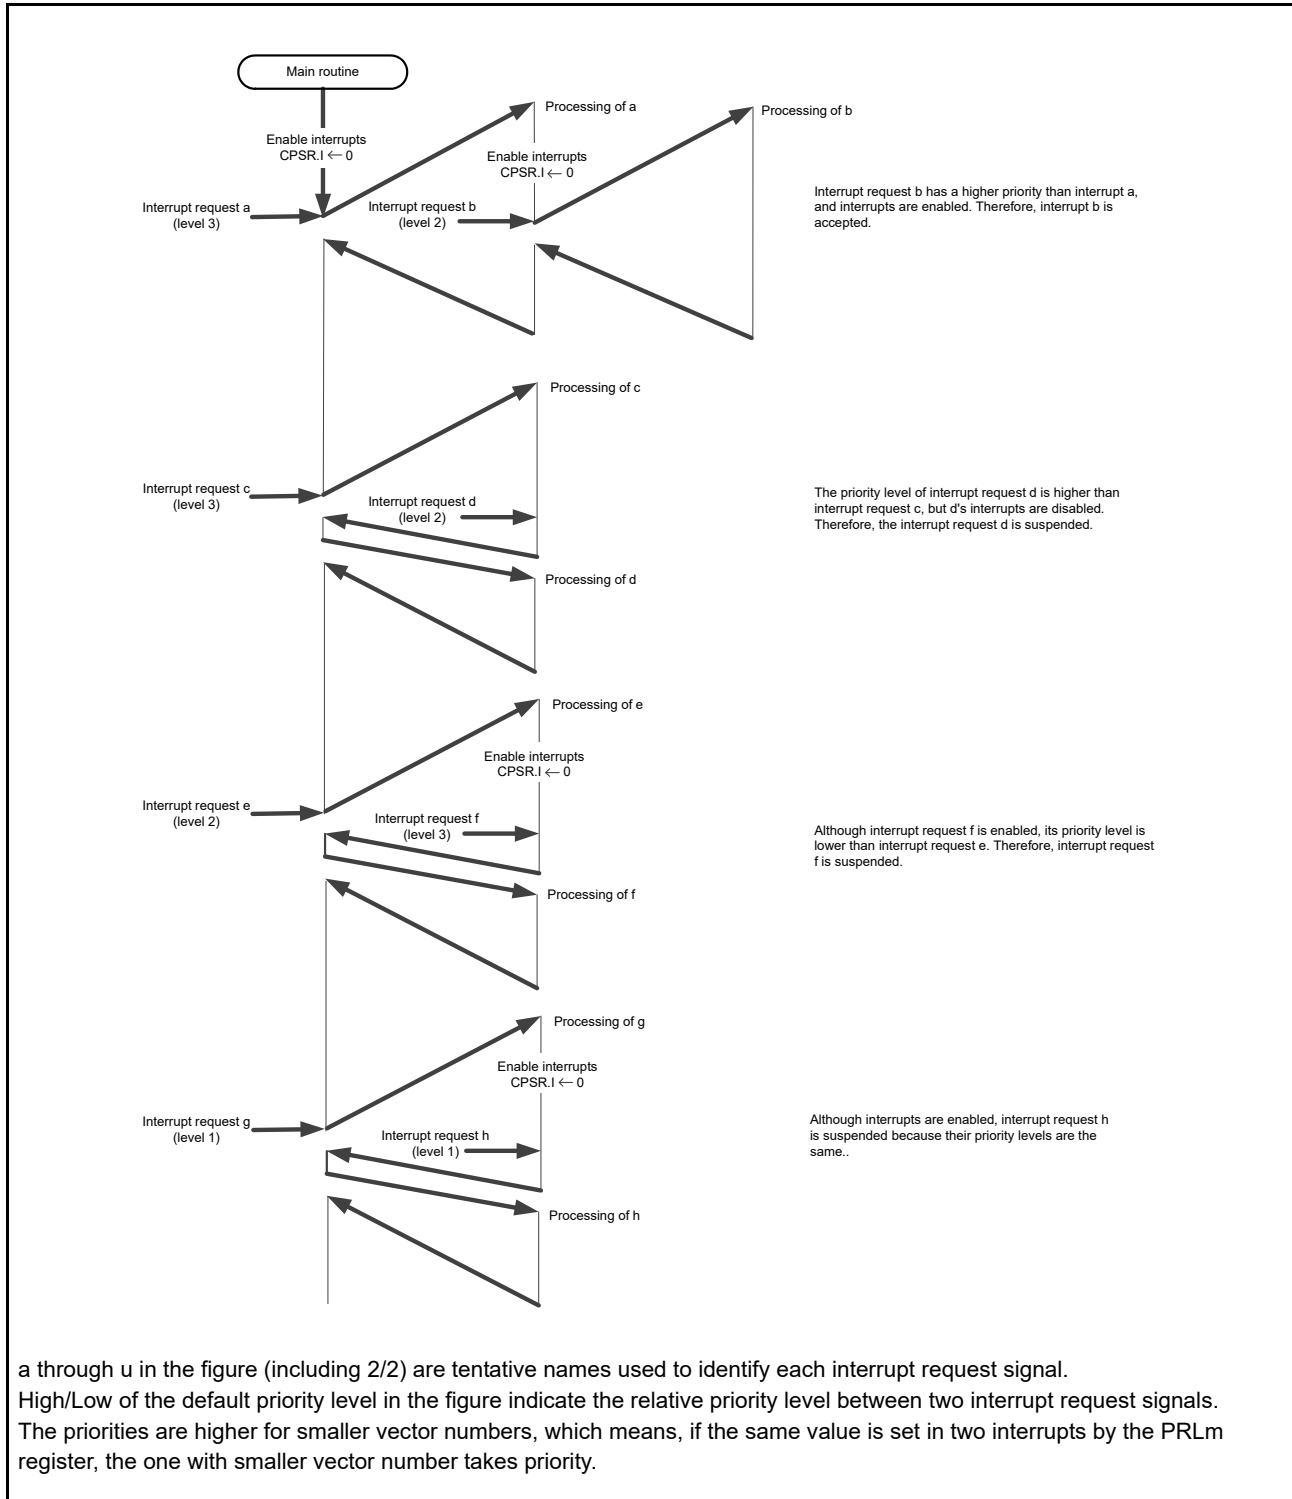 Main routine
Processing of a
Processing of b
Enable interrupts
CPSR.I ← 0
Enable interrupts
CPSR.I ← 0
Interrupt request a
(level 3)
Interrupt request b
(level 2)
Interrupt request b has a higher priority than interrupt a,
and interrupts are enabled. Therefore, interrupt b is
accepted.
Processing of c
Interrupt request c
(level 3)
Interrupt request d
(level 2)
The priority level of interrupt request d is higher than
interrupt request c, but d's interrupts are disabled.
Therefore, the interrupt request d is suspended.
Processing of d
Processing of e
Enable interrupts
CPSR.I ← 0
Interrupt request e
(level 2)
Interrupt request f
(level 3)
Although interrupt request f is enabled, its priority level is
lower than interrupt request e. Therefore, interrupt request
f is suspended.
Processing of f
Processing of g
Enable interrupts
CPSR.I ← 0
Interrupt request g
(level 1)
Interrupt request h
(level 1)
Although interrupts are enabled, interrupt request h
is suspended because their priority levels are the
same..
Processing of h
a through u in the figure (including 2/2) are tentative names used to identify each interrupt request signal.
High/Low of the default priority level in the figure indicate the relative priority level between two interrupt request signals.
The priorities are higher for smaller vector numbers, which means, if the same value is set in two interrupts by the PRLm
register, the one with smaller vector number takes priority.